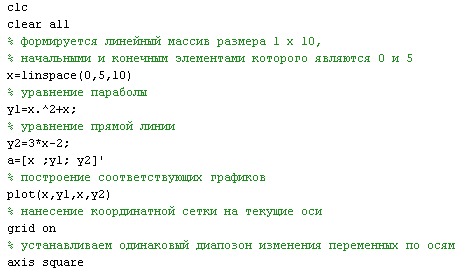 clc
clear all
% формируется линейный массив размера 1 x 10,
% начальными и конечным элементами которого являются 0 и 5
x=linspace(0,5,10)
% уравнение параболы
y1=x.^2+x;
% уравнение прямой линии
y2=3*x-2;
a=[x ;y1; y2]'
% построение соответствующих графиков
plot(x,y1,x,y2)
% нанесение координатной сетки на текущие оси
grid on
% устанавливаем одинаковый диапозон изменения переменных по осям
axis square